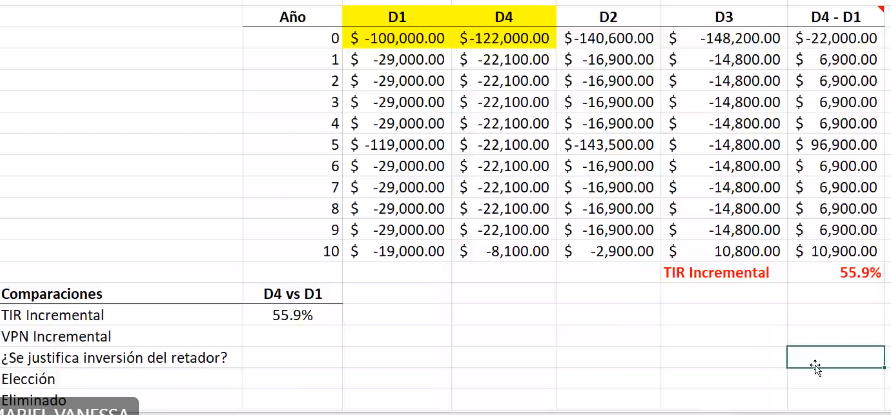 Año D1 D4 D2 D3 D4 - D1
0 $ -100,000.00 $ -122,000.00 $ -140,600.00 $ -148,200.00 $ -22,000.00
1 $ -29,000.00 $ -22,100.00 $ -16,900.00 $ -14,800.00 $ 6,900.00
2 $ -29,000.00 $ -22,100.00 $ -16,900.00 $ -14,800.00 $ 6,900.00
3 $ -29,000.00 $ -22,100.00 $ -16,900.00 $ -14,800.00 $ 6,900.00
4 $ -29,000.00 $ -22,100.00 $ -16,900.00 $ -14,800.00 $ 6,900.00
5 $ -119,000.00 $ -22,100.00 $ -143,500.00 $ -14,800.00 $ 96,900.00
6 $ -29,000.00 $ -22,100.00 $ -16,900.00 $ -14,800.00 $ 6,900.00
7 $ -29,000.00 $ -22,100.00 $ -16,900.00 $ -14,800.00 $ 6,900.00
8 $ -29,000.00 $ -22,100.00 $ -16,900.00 $ -14,800.00 $ 6,900.00
9 $ -29,000.00 $ -22,100.00 $ -16,900.00 $ -14,800.00 $ 6,900.00
10 $ -19,000.00 $ -8,100.00 $ -2,900.00 $ 10,800.00 $ 10,900.00
TIR Incremental 55.9%
Comparaciones D4 vs D1
TIR Incremental 55.9%
VPN Incremental
¿Se justifica inversión del retador?
Elección
Eliminado
VANESSA